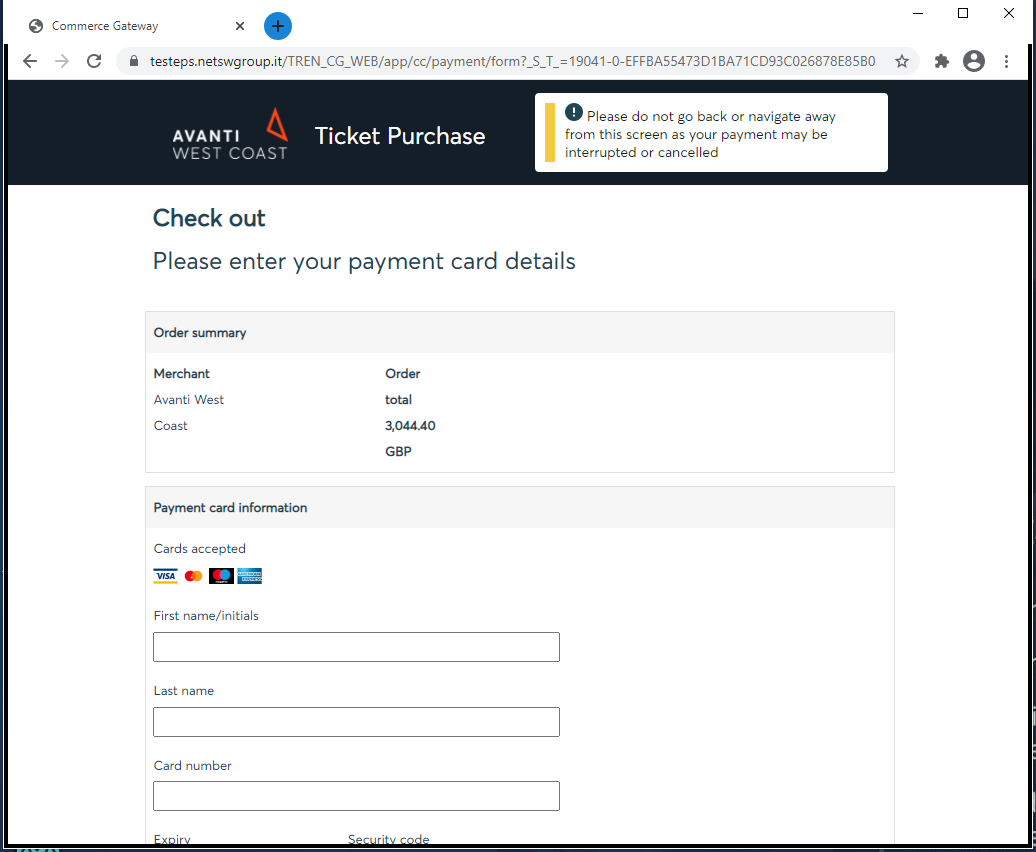 Commerce Gateway
testeps.netswgroup.it/TREN_CG_WEB/app/cc/payment/form?_S_T_=19041-0-EFFBA55473D1BA71CD93C026878E85B0
AVANTI
WEST COAST
Ticket Purchase
Please do not go back or navigate away
from this screen as your payment may be
interrupted or cancelled
Check out
Please enter your payment card details
Order summary
Merchant
Avanti West
Coast
Order
total
3,044.40
GBP
Payment card information
Cards accepted
VISA
First name/initials
Last name
Card number
Expiry Security code